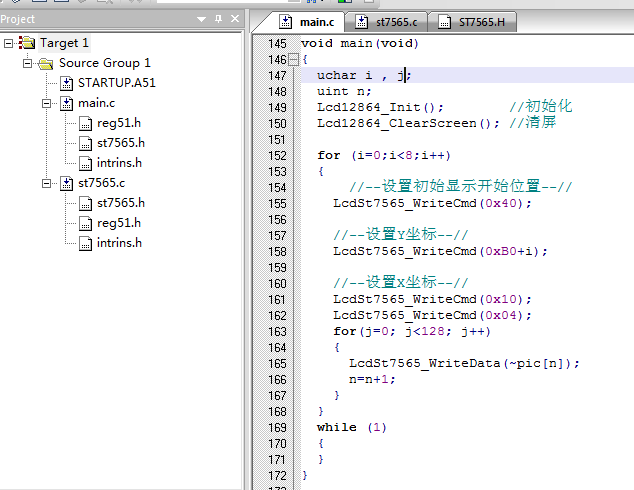 Project
Target 1
Source Group 1
STARTUP.A51
main.c
reg51.h
st7565.h
intrins.h
st7565.c
st7565.h
reg51.h
intrins.h
main.c st7565.c ST7565.H
145 void main(void)
146 {
147 uchar i , j;
148 uint n;
149 Lcd12864_Init(); //初始化
150 Lcd12864_ClearScreen(); //清屏
151
152 for (i=0;i<8;i++)
153 {
154 //--设置初始显示开始位置--//
155 LcdSt7565_WriteCmd(0x40);
156
157 //--设置Y坐标--//
158 LcdSt7565_WriteCmd(0xB0+i);
159
160 //--设置X坐标--//
161 LcdSt7565_WriteCmd(0x10);
162 LcdSt7565_WriteCmd(0x04);
163 for(j=0; j<128; j++)
164 {
165 LcdSt7565_WriteData(~pic[n]);
166 n=n+1;
167 }
168 }
169 while (1)
170 {
171 }
172 }